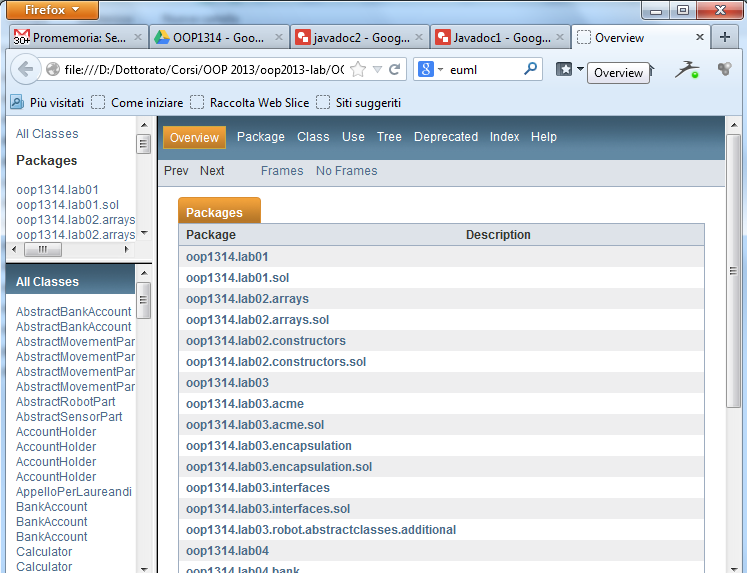 Firefox
Promemoria: Se...
OOP1314 - Goo...
javadoc2 - Goog...
Javadoc1 - Goog...
Overview
file:///D:/Dottorato/Corsi/OOP 2013/oop2013-lab/OO
euml
Overview
Più visitati
Come iniziare
Raccolta Web Slice
Siti suggeriti
All Classes
Packages
oop1314.lab01
oop1314.lab01.sol
oop1314.lab02.arrays
oop1314.lab02.arrays
All Classes
AbstractBankAccount
AbstractBankAccount
AbstractMovementPar
AbstractMovementPar
AbstractMovementPar
AbstractMovementPar
AbstractRobotPart
AbstractSensorPart
AccountHolder
AccountHolder
AccountHolder
AccountHolder
AppelloPerLaureandi
BankAccount
BankAccount
BankAccount
Calculator
Calculator
Overview Package Class Use Tree Deprecated Index Help
Prev Next Frames No Frames
Packages
Package Description
oop1314.lab01
oop1314.lab01.sol
oop1314.lab02.arrays
oop1314.lab02.arrays.sol
oop1314.lab02.constructors
oop1314.lab02.constructors.sol
oop1314.lab03
oop1314.lab03.acme
oop1314.lab03.acme.sol
oop1314.lab03.encapsulation
oop1314.lab03.encapsulation.sol
oop1314.lab03.interfaces
oop1314.lab03.interfaces.sol
oop1314.lab03.robot.abstractclasses.additional
oop1314.lab04
oop1314.lab04.bank